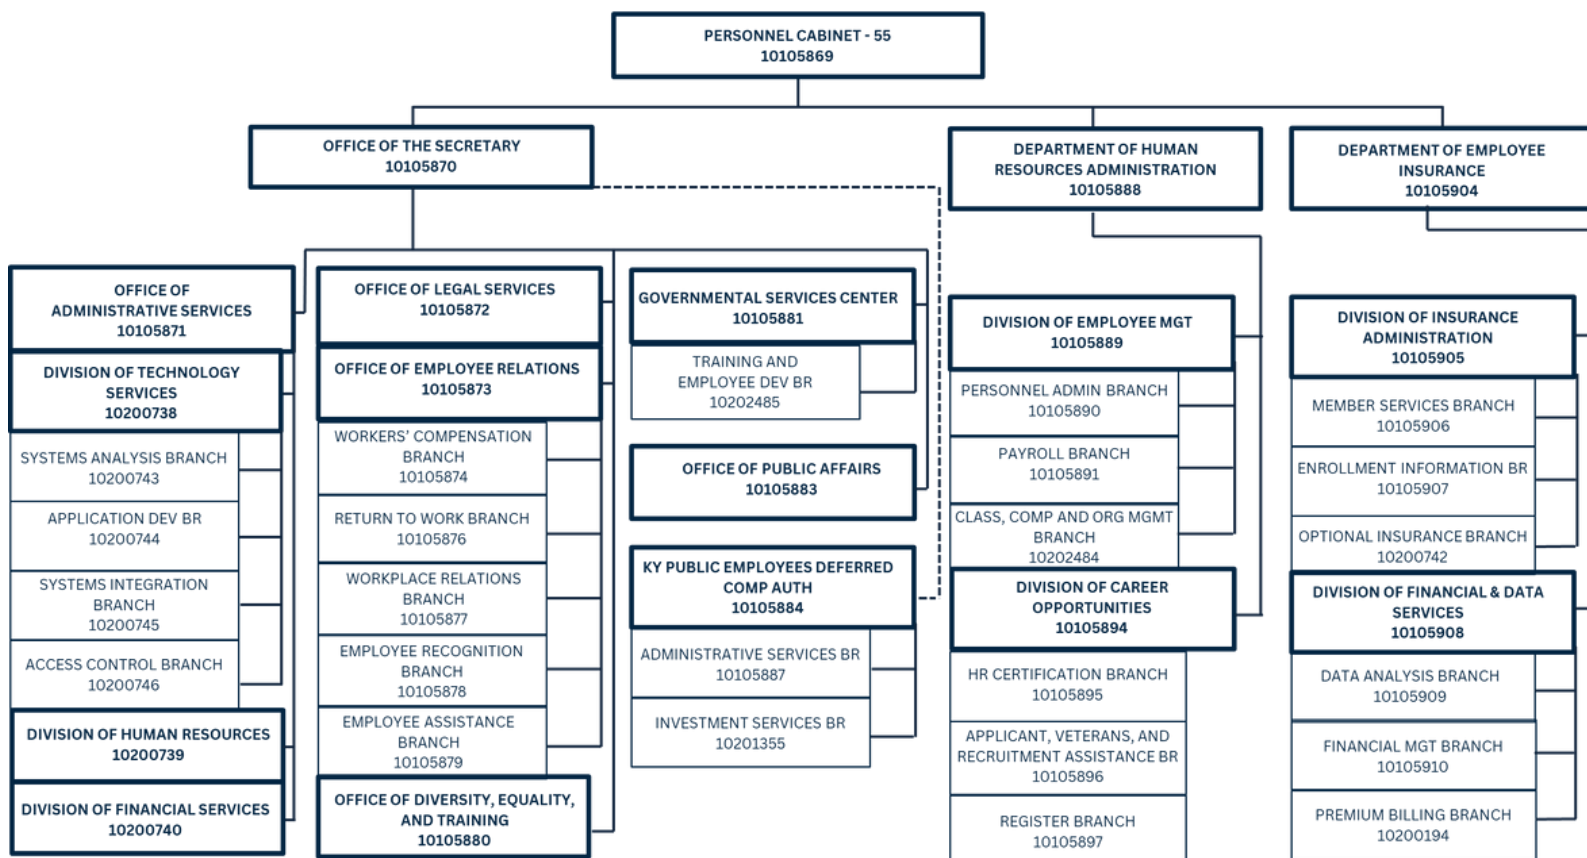 PERSONNEL CABINET - 55
10105869
OFFICE OF THE SECRETARY
10105870
DEPARTMENT OF HUMAN
RESOURCES ADMINISTRATION
10105888
DEPARTMENT OF EMPLOYEE
INSURANCE
10105904
OFFICE OF
ADMINISTRATIVE SERVICES
10105871
DIVISION OF TECHNOLOGY
SERVICES
10200738
SYSTEMS ANALYSIS BRANCH
10200743
APPLICATION DEV BR
10200744
SYSTEMS INTEGRATION
BRANCH
10200745
ACCESS CONTROL BRANCH
10200746
DIVISION OF HUMAN RESOURCES
10200739
DIVISION OF FINANCIAL SERVICES
10200740
OFFICE OF LEGAL SERVICES
10105872
OFFICE OF EMPLOYEE RELATIONS
10105873
WORKERS' COMPENSATION
BRANCH
10105874
RETURN TO WORK BRANCH
10105876
WORKPLACE RELATIONS
BRANCH
10105877
EMPLOYEE RECOGNITION
BRANCH
10105878
EMPLOYEE ASSISTANCE
BRANCH
10105879
OFFICE OF DIVERSITY, EQUALITY,
AND TRAINING
10105880
GOVERNMENTAL SERVICES CENTER
10105881
TRAINING AND
EMPLOYEE DEV BR
10202485
OFFICE OF PUBLIC AFFAIRS
10105883
KY PUBLIC EMPLOYEES DEFERRED
COMP AUTH
10105884
ADMINISTRATIVE SERVICES BR
10105887
INVESTMENT SERVICES BR
10201355
DIVISION OF EMPLOYEE MGT
10105889
PERSONNEL ADMIN BRANCH
10105890
PAYROLL BRANCH
10105891
CLASS, COMP AND ORG MGMT
BRANCH
10202484
DIVISION OF CAREER
OPPORTUNITIES
10105894
HR CERTIFICATION BRANCH
10105895
APPLICANT, VETERANS, AND
RECRUITMENT ASSISTANCE BR
10105896
REGISTER BRANCH
10105897
DIVISION OF INSURANCE
ADMINISTRATION
10105905
MEMBER SERVICES BRANCH
10105906
ENROLLMENT INFORMATION BR
10105907
OPTIONAL INSURANCE BRANCH
10200742
DIVISION OF FINANCIAL & DATA
SERVICES
10105908
DATA ANALYSIS BRANCH
10105909
FINANCIAL MGT BRANCH
10105910
PREMIUM BILLING BRANCH
10200194